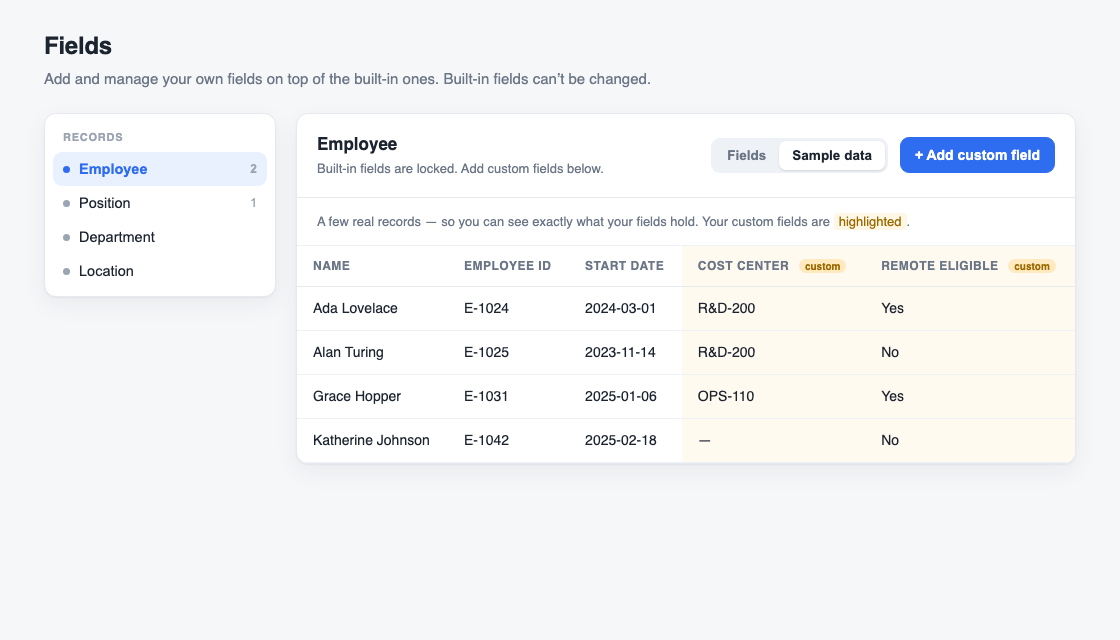 Fields
Add and manage your own fields on top of the built-in ones. Built-in fields can’t be changed.
RECORDS
Employee 2
Position 1
Department
Location
Employee
Built-in fields are locked. Add custom fields below.
Fields Sample data + Add custom field
A few real records — so you can see exactly what your fields hold. Your custom fields are highlighted .
NAME EMPLOYEE ID START DATE COST CENTER custom REMOTE ELIGIBLE custom
Ada Lovelace E-1024 2024-03-01 R&D-200 Yes
Alan Turing E-1025 2023-11-14 R&D-200 No
Grace Hopper E-1031 2025-01-06 OPS-110 Yes
Katherine Johnson E-1042 2025-02-18 — No